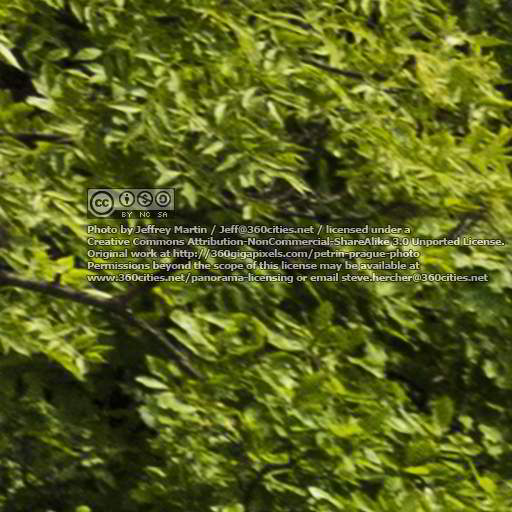 cc
BY NC SA
Photo by Jeffrey Martin / Jeff@360cities.net / licensed under a
Creative Commons Attribution-NonCommercial-ShareAlike 3.0 Unported License.
Original work at http://360gigapixels.com/petrin-prague-photo
Permissions beyond the scope of this license may be available at
www.360cities.net/panorama-licensing or email steve.hercher@360cities.net